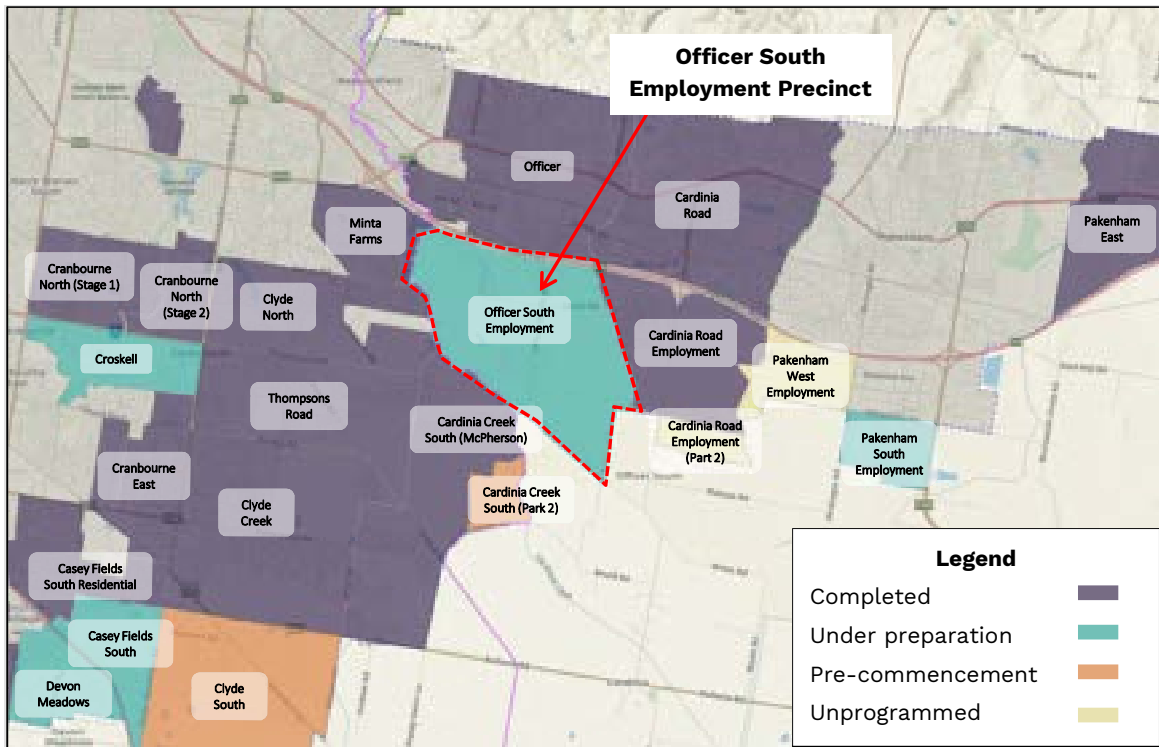 Officer South
Employment Precinct
Officer
Cardinia
Road
Minta
Farms
Pakenham
East
Cranbourne
North (Stage 1)
Cranbourne
North
(Stage 2)
Clyde
North
Officer South
Employment
Cardinia Road
Employment
Croskell
Pakenham
West
Employment
Thompsons
Road
Cardinia Creek
South (McPherson)
Cardinia Road
Employment
(Part 2)
Pakenham
South
Employment
Cranbourne
East
Cardinia Creek
South (Park 2)
Clyde
Creek
Casey Fields
South Residential
Casey Fields
South
Devon
Meadows
Clyde
South
Legend
Completed
Under preparation
Pre-commencement
Unprogrammed